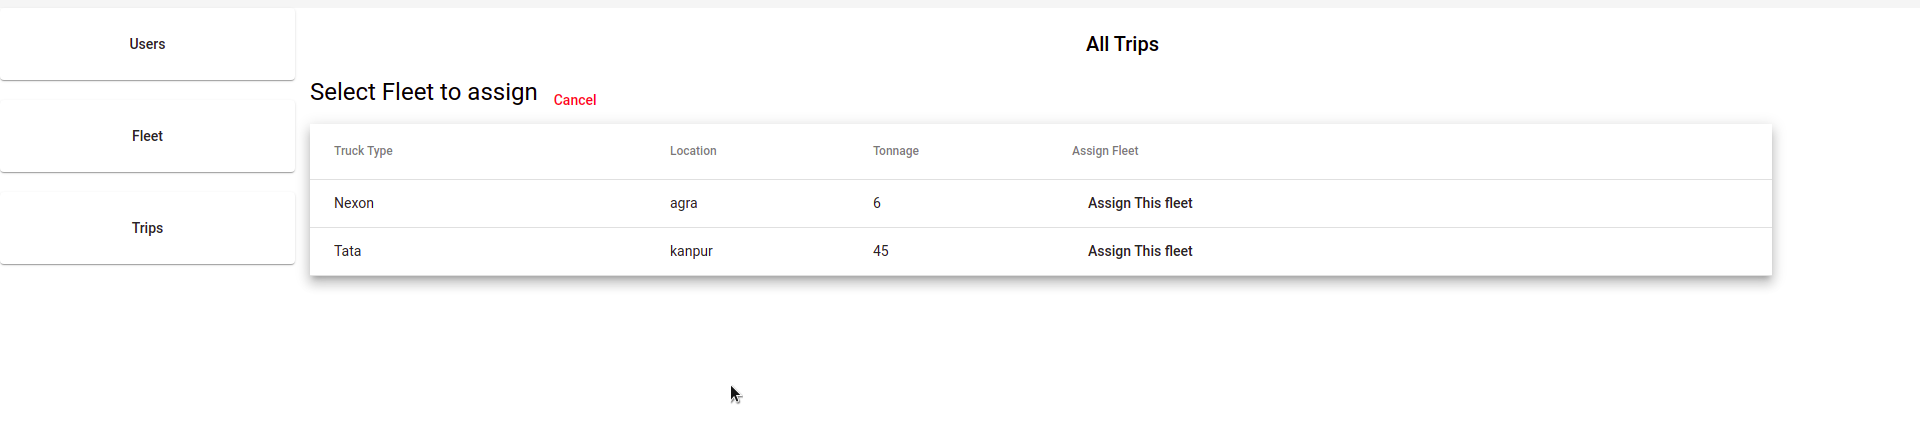 Users
Fleet
Trips
All Trips
Select Fleet to assign Cancel
Truck Type Location Tonnage Assign Fleet
Nexon agra 6 Assign This fleet
Tata kanpur 45 Assign This fleet